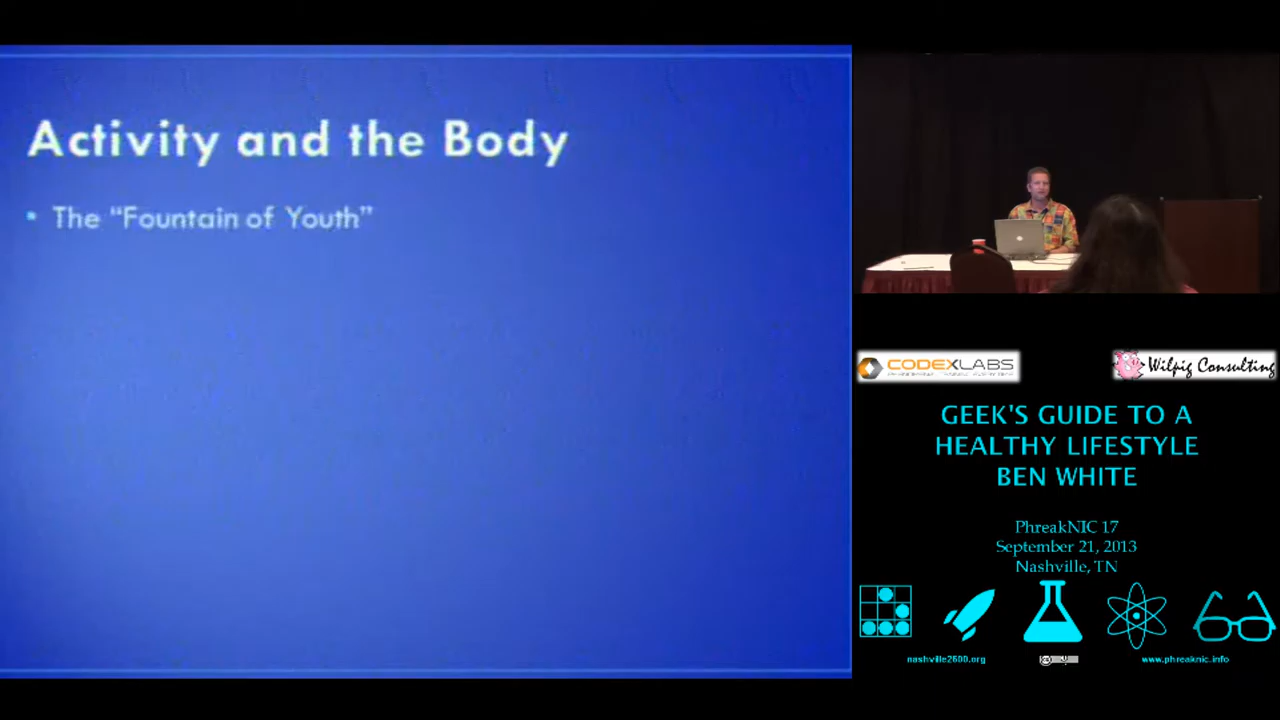 Activity and the Body
• The “Fountain of Youth”
CODEXLABS
Wilpig Consulting
GEEK'S GUIDE TO A
HEALTHY LIFESTYLE
BEN WHITE
PhreakNIC 17
September 21, 2013
Nashville, TN
nashville2600.org
www.phreaknic.info